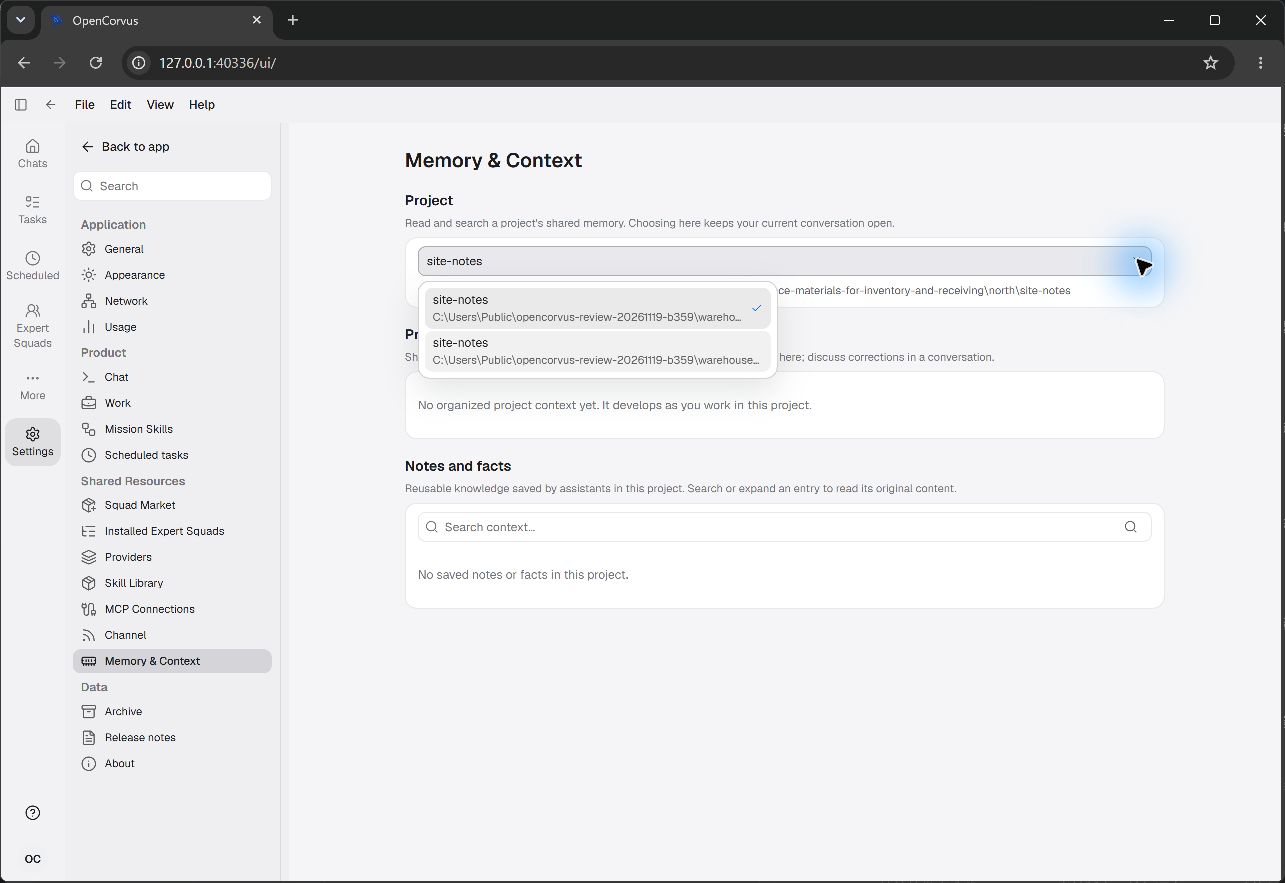 OpenCorvus
127.0.0.1:40336/ui/
File Edit View Help
Chats
Tasks
Scheduled
Expert
Squads
More
Settings
OC
Back to app
Search
Application
General
Appearance
Network
Usage
Product
Chat
Work
Mission Skills
Scheduled tasks
Shared Resources
Squad Market
Installed Expert Squads
Providers
Skill Library
MCP Connections
Channel
Memory & Context
Data
Archive
Release notes
About
Memory & Context
Project
Read and search a project's shared memory. Choosing here keeps your current conversation open.
site-notes
ce-materials-for-inventory-and-receiving\north\site-notes
site-notes
C:\Users\Public\opencorvus-review-20261119-b359\wareho...
site-notes
C:\Users\Public\opencorvus-review-20261119-b359\warehouse...
Pr
Sh
here; discuss corrections in a conversation.
No organized project context yet. It develops as you work in this project.
Notes and facts
Reusable knowledge saved by assistants in this project. Search or expand an entry to read its original content.
Search context...
No saved notes or facts in this project.